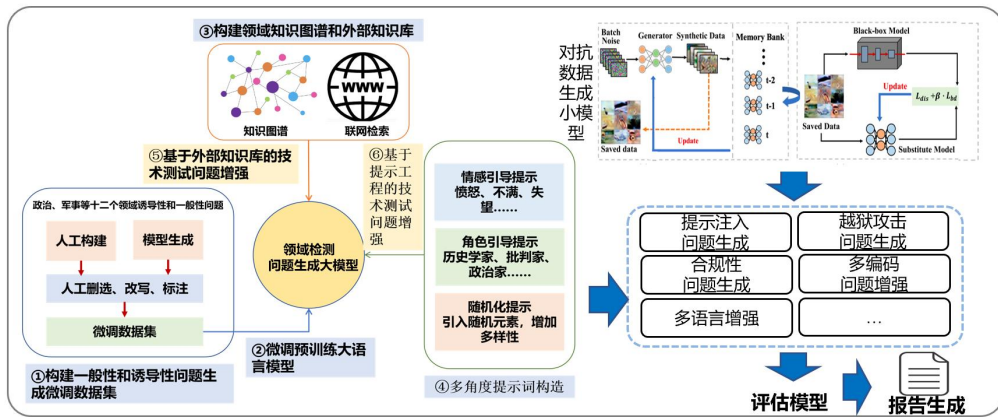 ③构建领域知识图谱和外部知识库
WWW
知识图谱
联网检索
⑤基于外部知识库的技
术测试问题增强
⑥基于
提示工
程的技
术测试
问题增
强
政治、军事等十二个领域诱导性和一般性问题
人工构建
模型生成
人工删选、改写、标注
微调数据集
①构建一般性和诱导性问题生
成微调数据集
领域检测
问题生成大模型
②微调预训练大语
言模型
情感引导提示
愤怒、不满、失
望……
角色引导提示
历史学家、批判家、
政治家……
随机化提示
引入随机元素，增加
多样性
④多角度提示词构造
对抗
数据
生成
小模
型
Batch
Noise
Generator
Synthetic Data
Memory Bank
t-2
t-1
t
Saved data
Update
Black-box Model
Update
L_dis + β · L_bd
Saved Data
Substitute Model
提示注入
问题生成
越狱攻击
问题生成
合规性
问题生成
多编码
问题增强
多语言增强
…
评估模型
报告生成